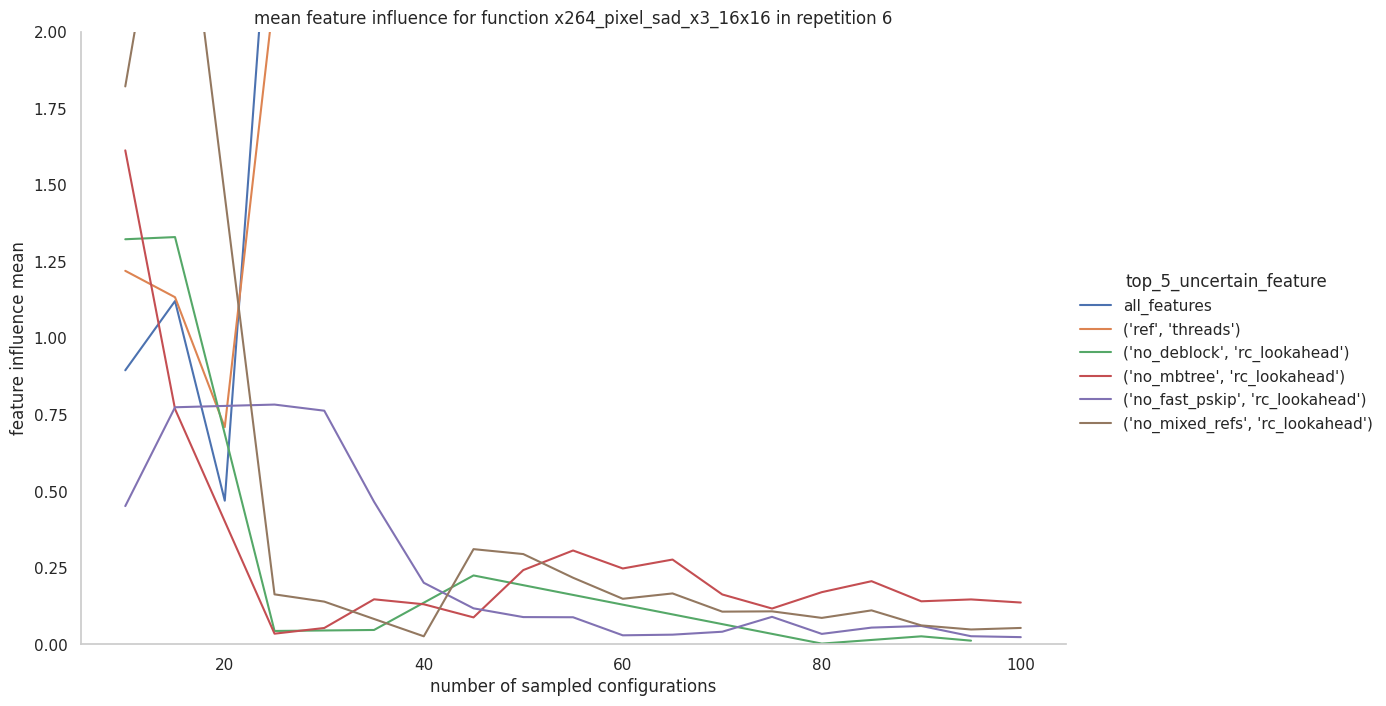 mean feature influence for function x264_pixel_sad_x3_16x16 in repetition 6
2.00
1.75
1.50
1.25
1.00
0.75
0.50
0.25
0.00
feature influence mean
20 40 60 80 100
number of sampled configurations
top_5_uncertain_feature
all_features
('ref', 'threads')
('no_deblock', 'rc_lookahead')
('no_mbtree', 'rc_lookahead')
('no_fast_pskip', 'rc_lookahead')
('no_mixed_refs', 'rc_lookahead')